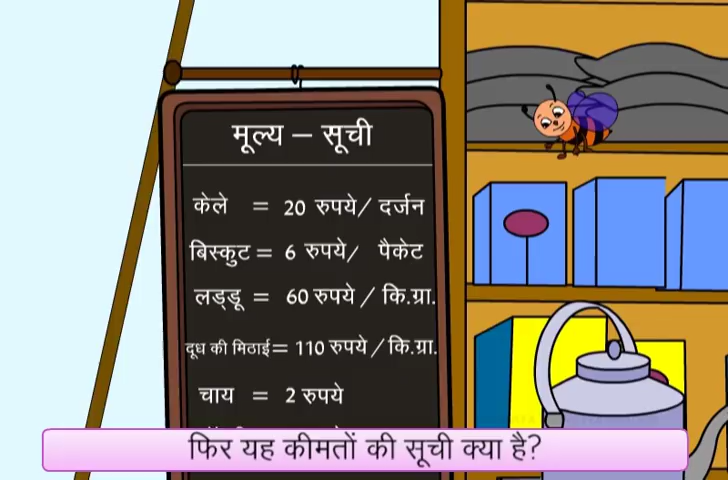 मूल्य – सूची
केले = 20 रुपये/ दर्जन
बिस्कुट = 6 रुपये/ पैकेट
लड्डू = 60 रुपये / कि.ग्रा.
दूध की मिठाई = 110 रुपये / कि.ग्रा.
चाय = 2 रुपये
फिर यह कीमतों की सूची क्या है?